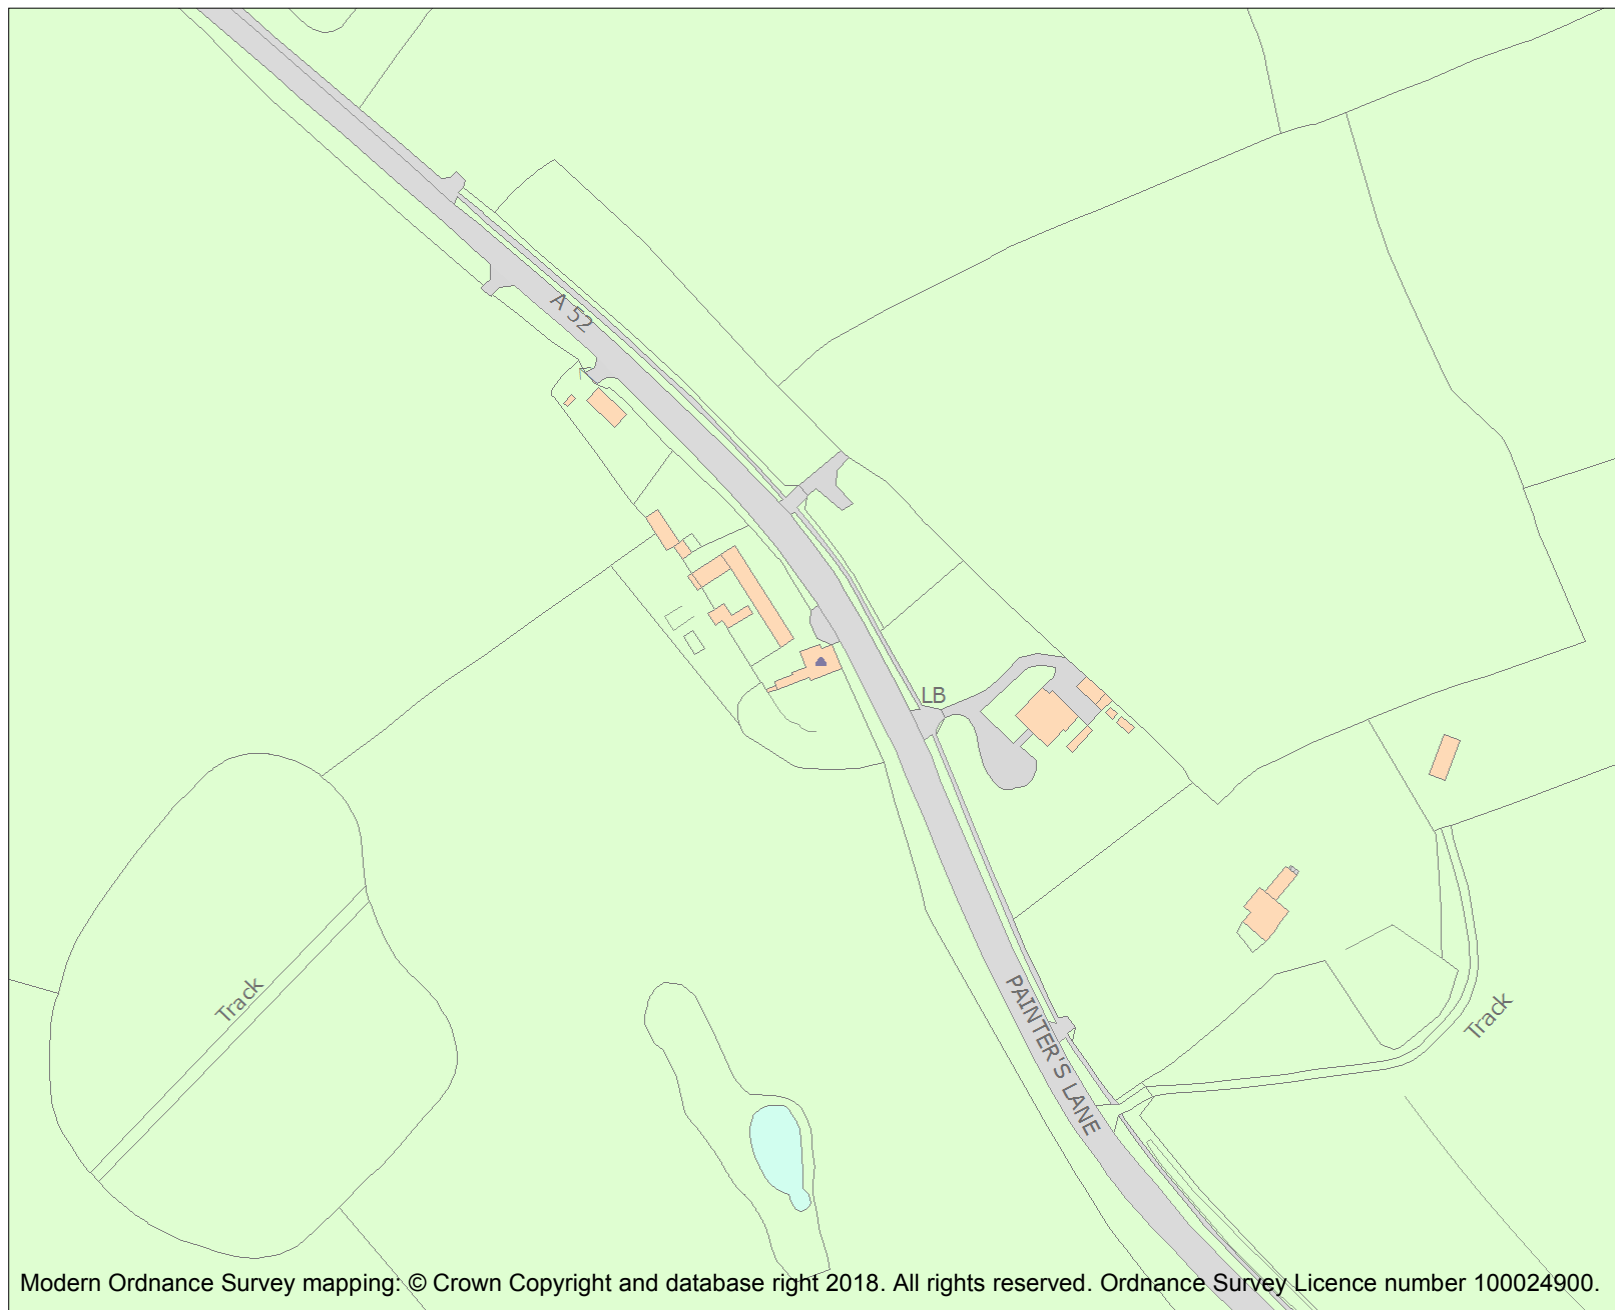 A 52
LB
Track
PAINTER'S LANE
Track
Modern Ordnance Survey mapping: © Crown Copyright and database right 2018. All rights reserved. Ordnance Survey Licence number 100024900.